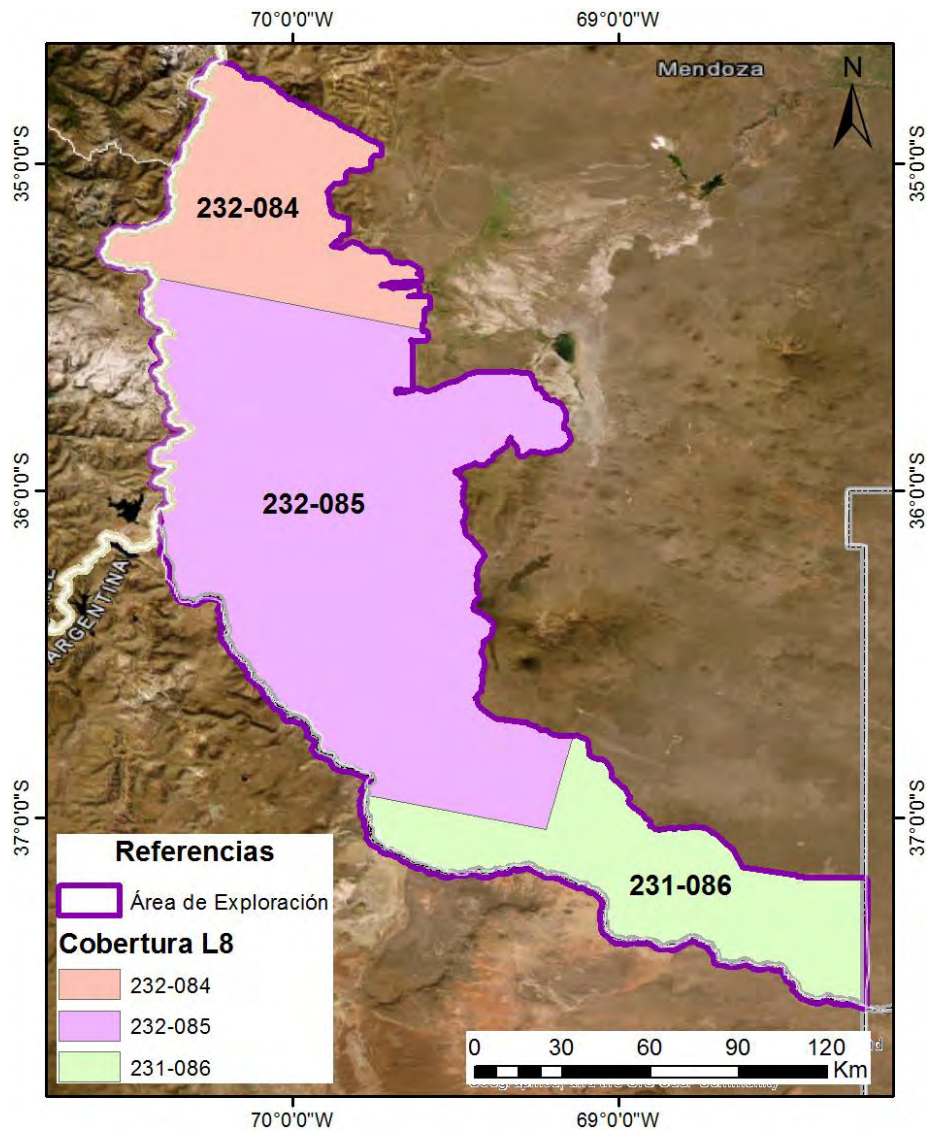 70°0'0"W 69°0'0"W
Mendoza
N
35°0'0"S
35°0'0"S
232-084
232-085
36°0'0"S
36°0'0"S
ARGENTINA
37°0'0"S
37°0'0"S
231-086
Referencias
Área de Exploración
Cobertura L8
232-084
232-085
231-086
0 30 60 90 120
Km
70°0'0"W 69°0'0"W